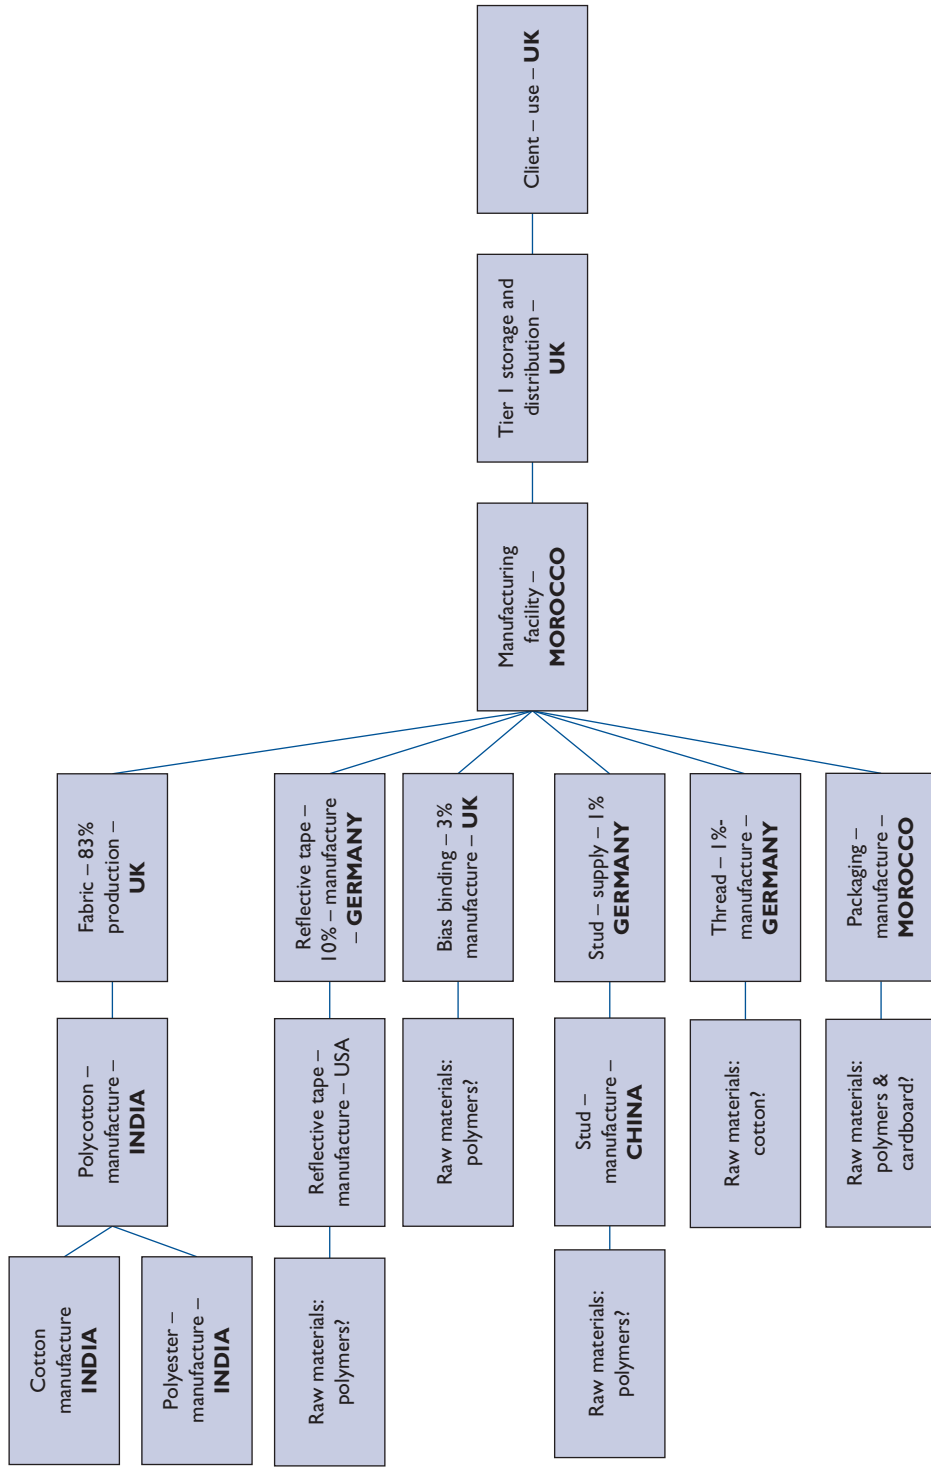 Client – use – UK
Tier 1 storage and
distribution –
UK
Manufacturing
facility –
MOROCCO
Fabric – 83%
production –
UK
Reflective tape –
10% – manufacture
– GERMANY
Bias binding – 3%
manufacture – UK
Stud – supply – 1%
GERMANY
Thread – 1%-
manufacture –
GERMANY
Packaging –
manufacture –
MOROCCO
Polycotton –
manufacture –
INDIA
Reflective tape –
manufacture – USA
Raw materials:
polymers?
Stud –
manufacture –
CHINA
Raw materials:
cotton?
Raw materials:
polymers &
cardboard?
Cotton
manufacture
INDIA
Polyester –
manufacture –
INDIA
Raw materials:
polymers?
Raw materials:
polymers?